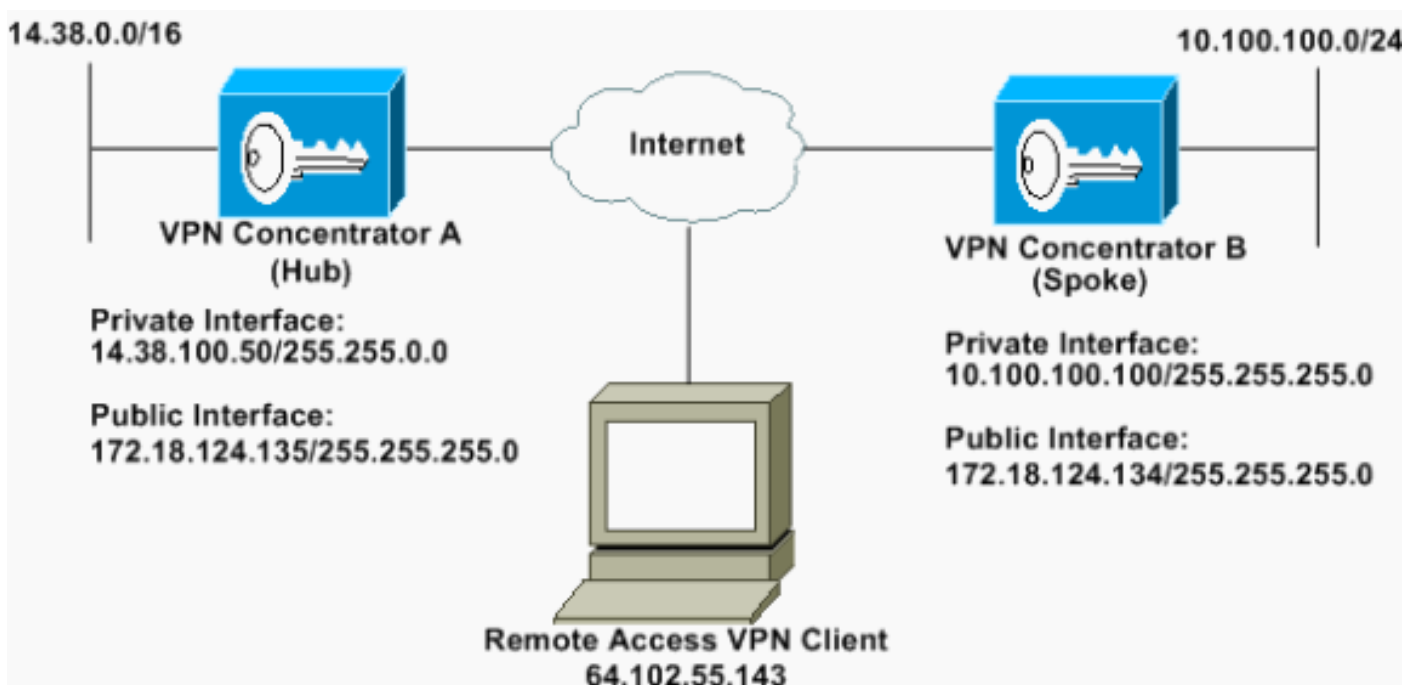 14.38.0.0/16
10.100.100.0/24
Internet
VPN Concentrator A
(Hub)
Private Interface:
14.38.100.50/255.255.0.0
Public Interface:
172.18.124.135/255.255.255.0
VPN Concentrator B
(Spoke)
Private Interface:
10.100.100.100/255.255.255.0
Public Interface:
172.18.124.134/255.255.255.0
Remote Access VPN Client
64.102.55.143